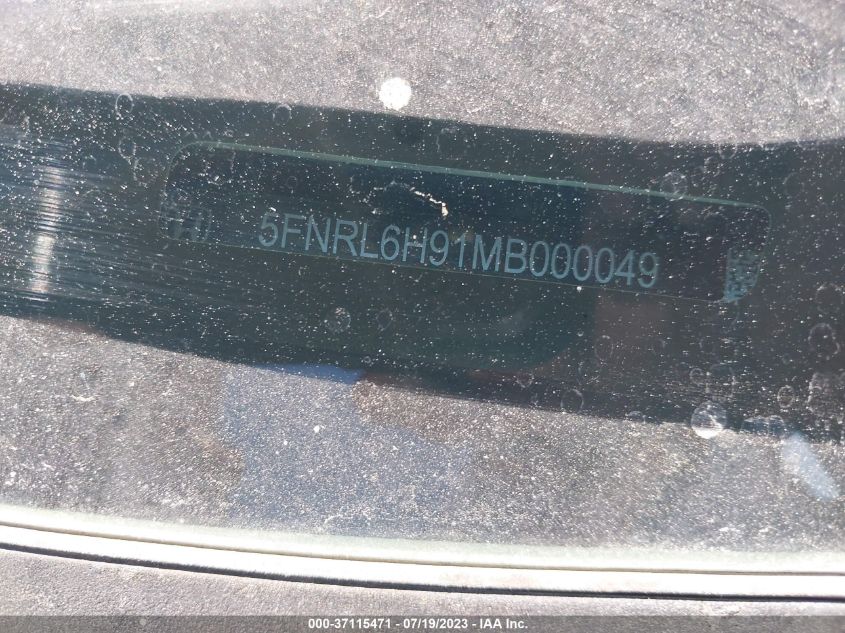 5FNRL6H91MB000049
000-37115471 / 07/19/2023 - IAA Inc.